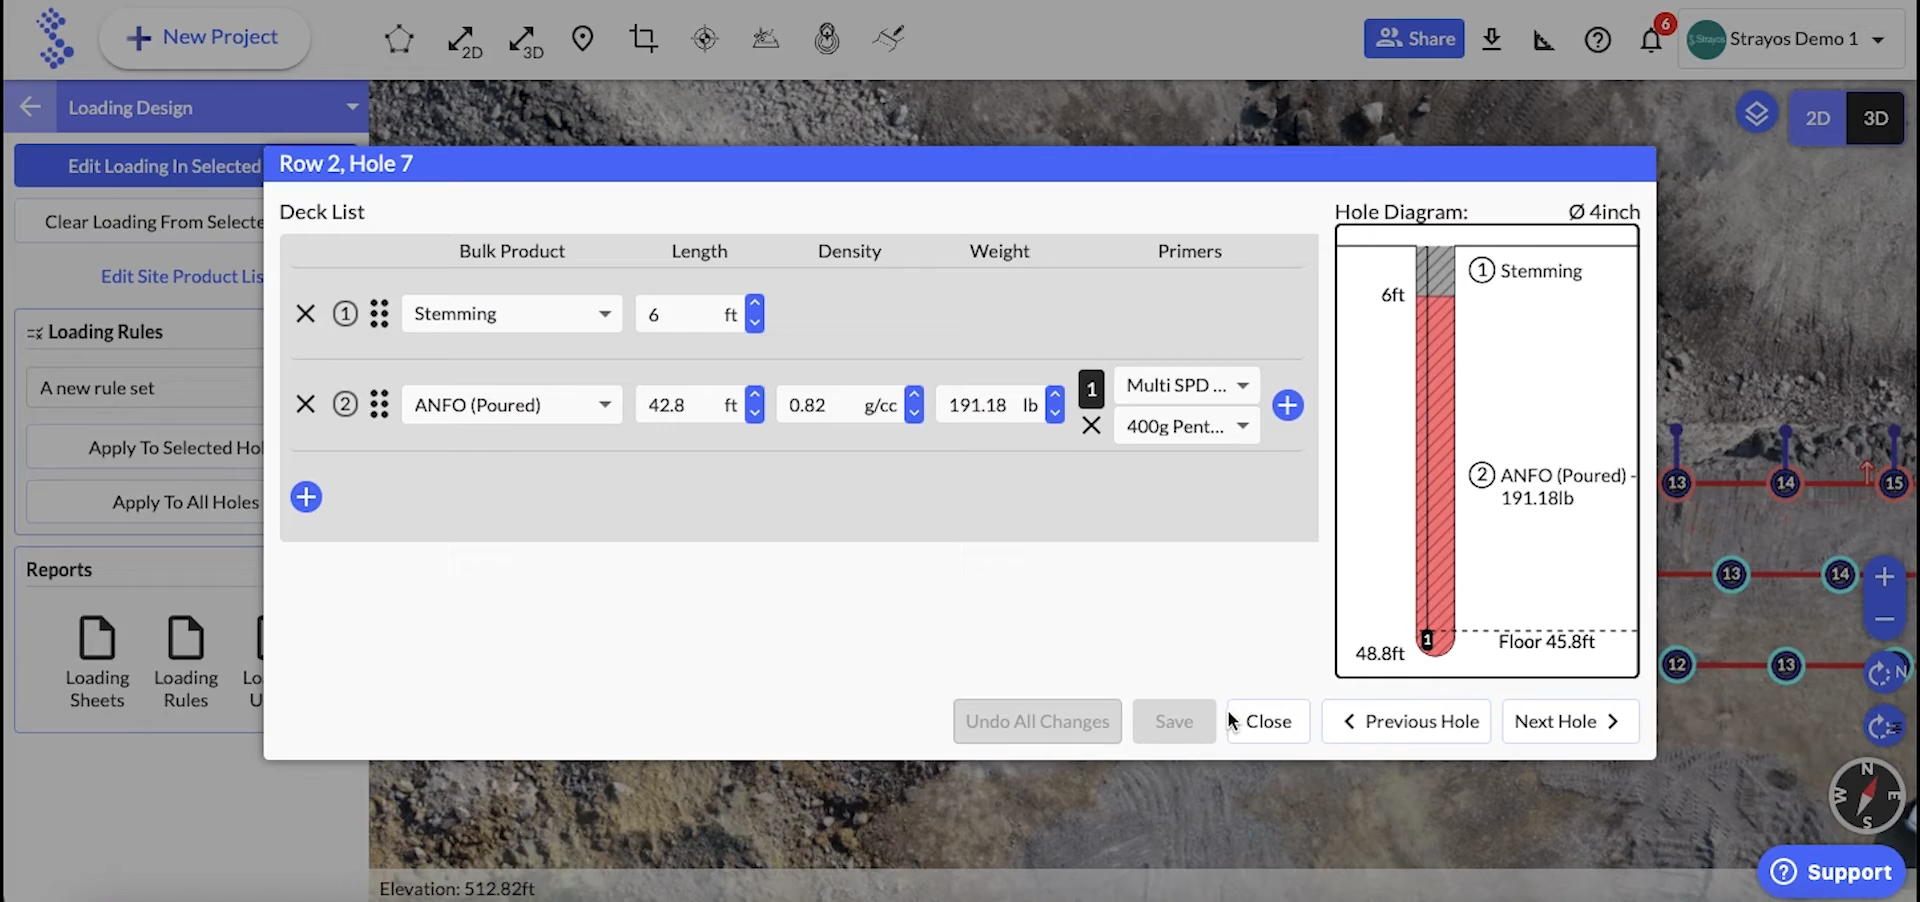 New Project
2D
3D
Share
6
Strayos
Strayos Demo 1
Loading Design
2D
3D
Edit Loading In Selected
Clear Loading From Selecte
Edit Site Product Lis
Loading Rules
A new rule set
Apply To Selected Hol
Apply To All Holes
Reports
Loading
Sheets
Loading
Rules
Lo
U
Row 2, Hole 7
Deck List
Bulk Product
Length
Density
Weight
Primers
1
Stemming
6
ft
2
ANFO (Poured)
42.8
ft
0.82
g/cc
191.18
lb
1
Multi SPD ...
400g Pent...
Hole Diagram:
Ø 4inch
1 Stemming
6ft
2 ANFO (Poured) -
191.18lb
1
Floor 45.8ft
48.8ft
Undo All Changes
Save
Close
Previous Hole
Next Hole
13
14
15
13
14
12
13
N
N
W
E
S
Elevation: 512.82ft
Support